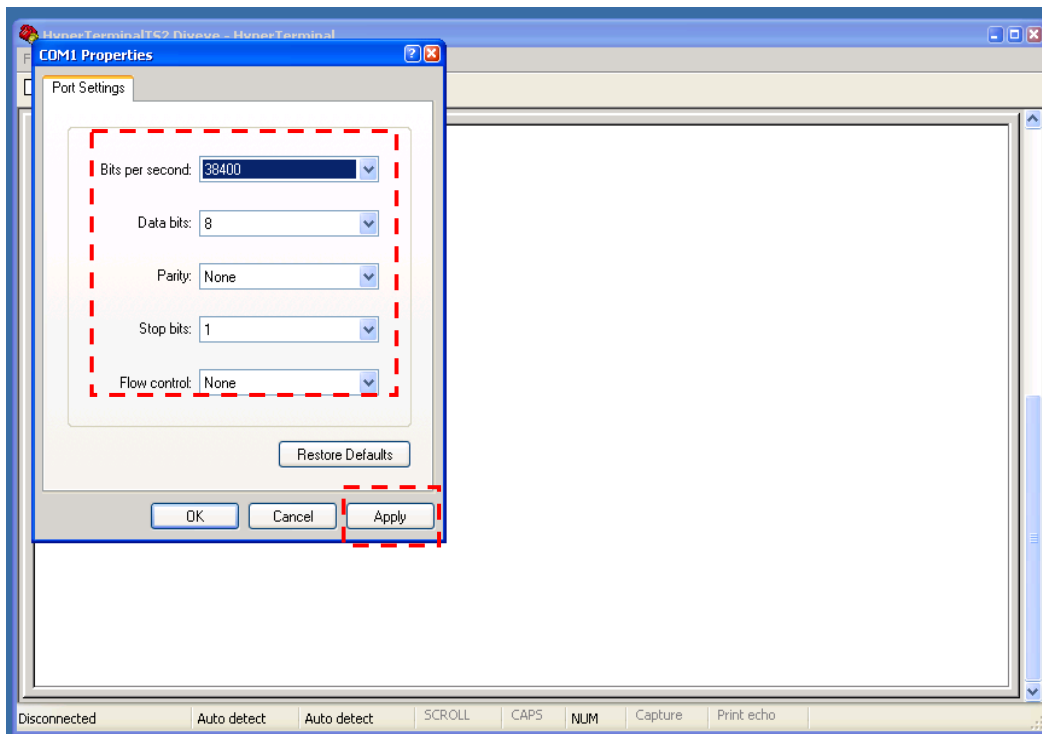 HyperTerminalTS2 Diveye - HyperTerminal
COM1 Properties
Port Settings
Bits per second: 38400
Data bits: 8
Parity: None
Stop bits: 1
Flow control: None
Restore Defaults
OK Cancel Apply
Disconnected Auto detect Auto detect SCROLL CAPS NUM Capture Print echo